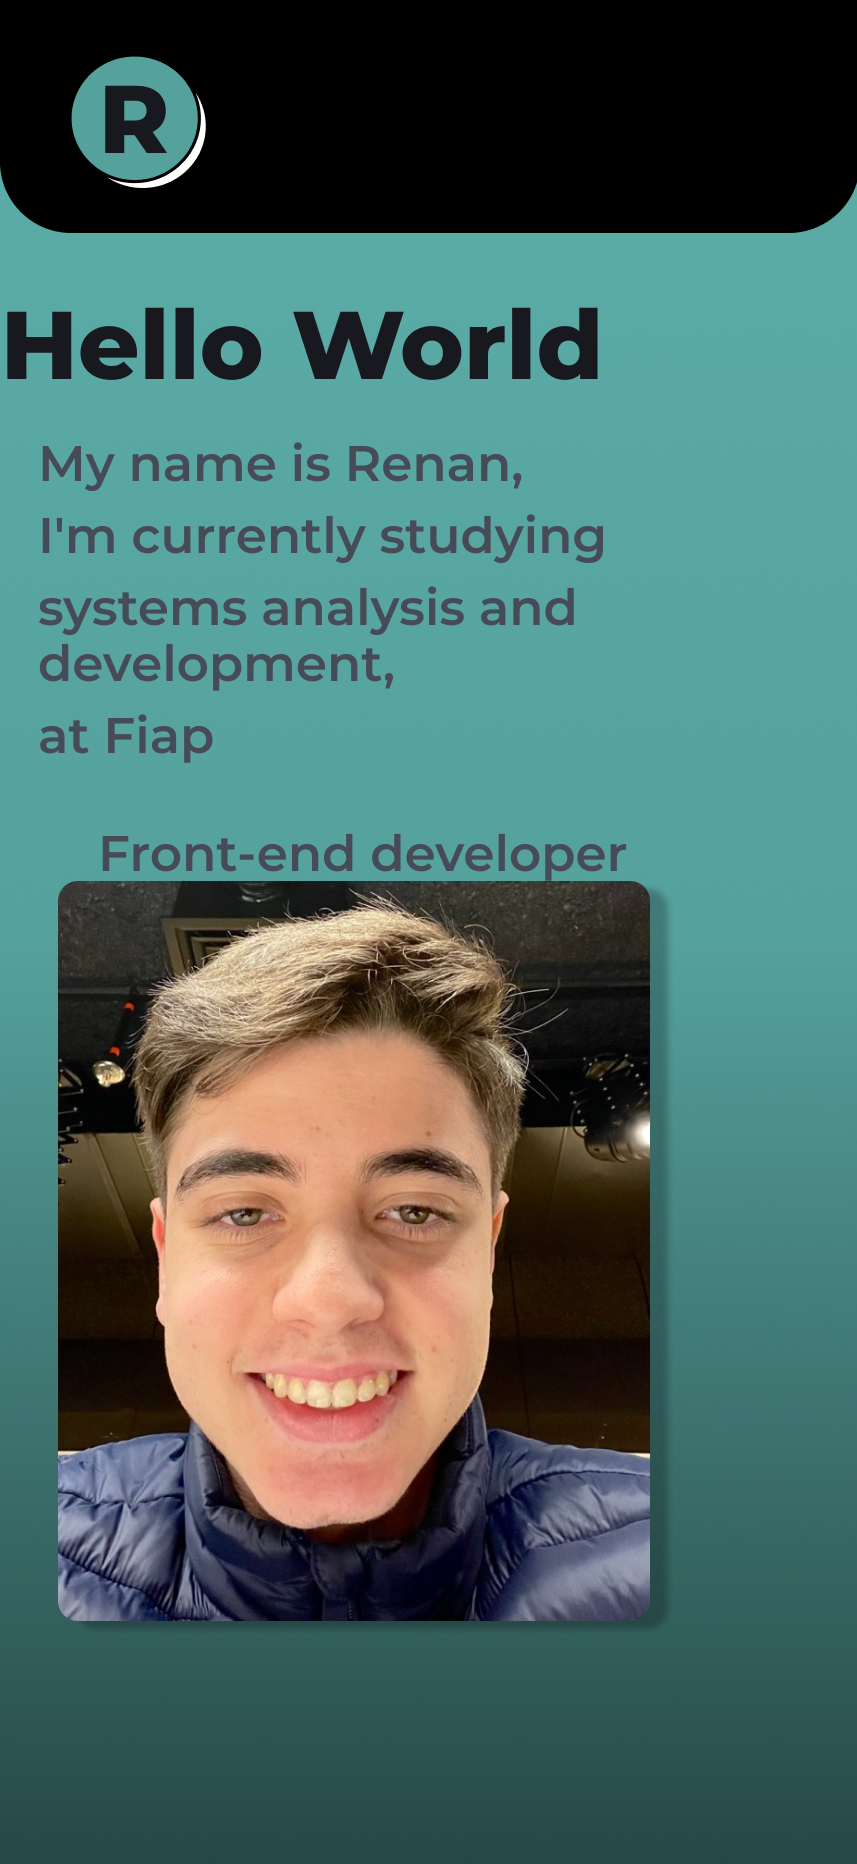 R
Hello World
My name is Renan,
I'm currently studying
systems analysis and
development,
at Fiap
Front-end developer